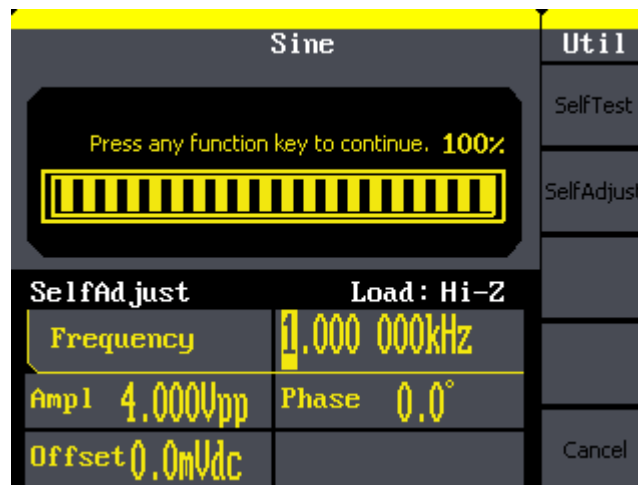 Sine
Util
SelfTest
Press any function key to continue. 100%
SelfAdjust
SelfAdjust Load: Hi-Z
Frequency 1.000 000kHz
Ampl 4.000Vpp Phase 0.0°
Offset 0.0mVdc
Cancel